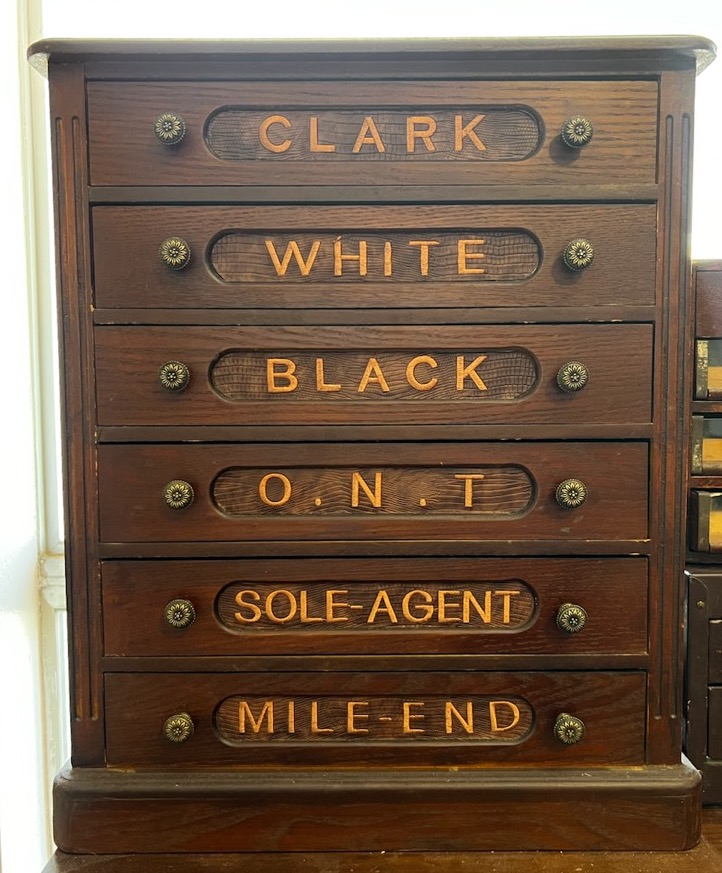 CLARK
WHITE
BLACK
O.N.T
SOLE-AGENT
MILE-END